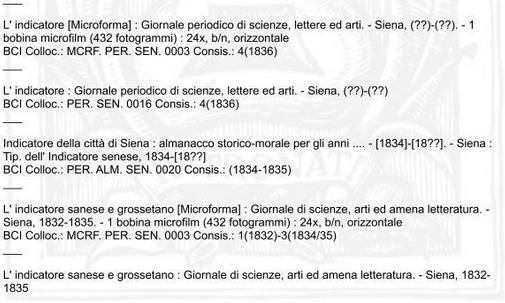 ____
L' indicatore [Microforma] : Giornale periodico di scienze, lettere ed arti. - Siena, (??)-(??). - 1
bobina microfilm (432 fotogrammi) : 24x, b/n, orizzontale
BCI Colloc.: MCRF. PER. SEN. 0003 Consis.: 4(1836)
____
L' indicatore : Giornale periodico di scienze, lettere ed arti. - Siena, (??)-(??)
BCI Colloc.: PER. SEN. 0016 Consis.: 4(1836)
____
Indicatore della città di Siena : almanacco storico-morale per gli anni .... - [1834]-[18??]. - Siena :
Tip. dell' Indicatore senese, 1834-[18??]
BCI Colloc.: PER. ALM. SEN. 0020 Consis.: (1834-1835)
____
L' indicatore sanese e grossetano [Microforma] : Giornale di scienze, arti ed amena letteratura. -
Siena, 1832-1835. - 1 bobina microfilm (432 fotogrammi) : 24x, b/n, orizzontale
BCI Colloc.: MCRF. PER. SEN. 0003 Consis.: 1(1832)-3(1834/35)
____
L' indicatore sanese e grossetano : Giornale di scienze, arti ed amena letteratura. - Siena, 1832-
1835